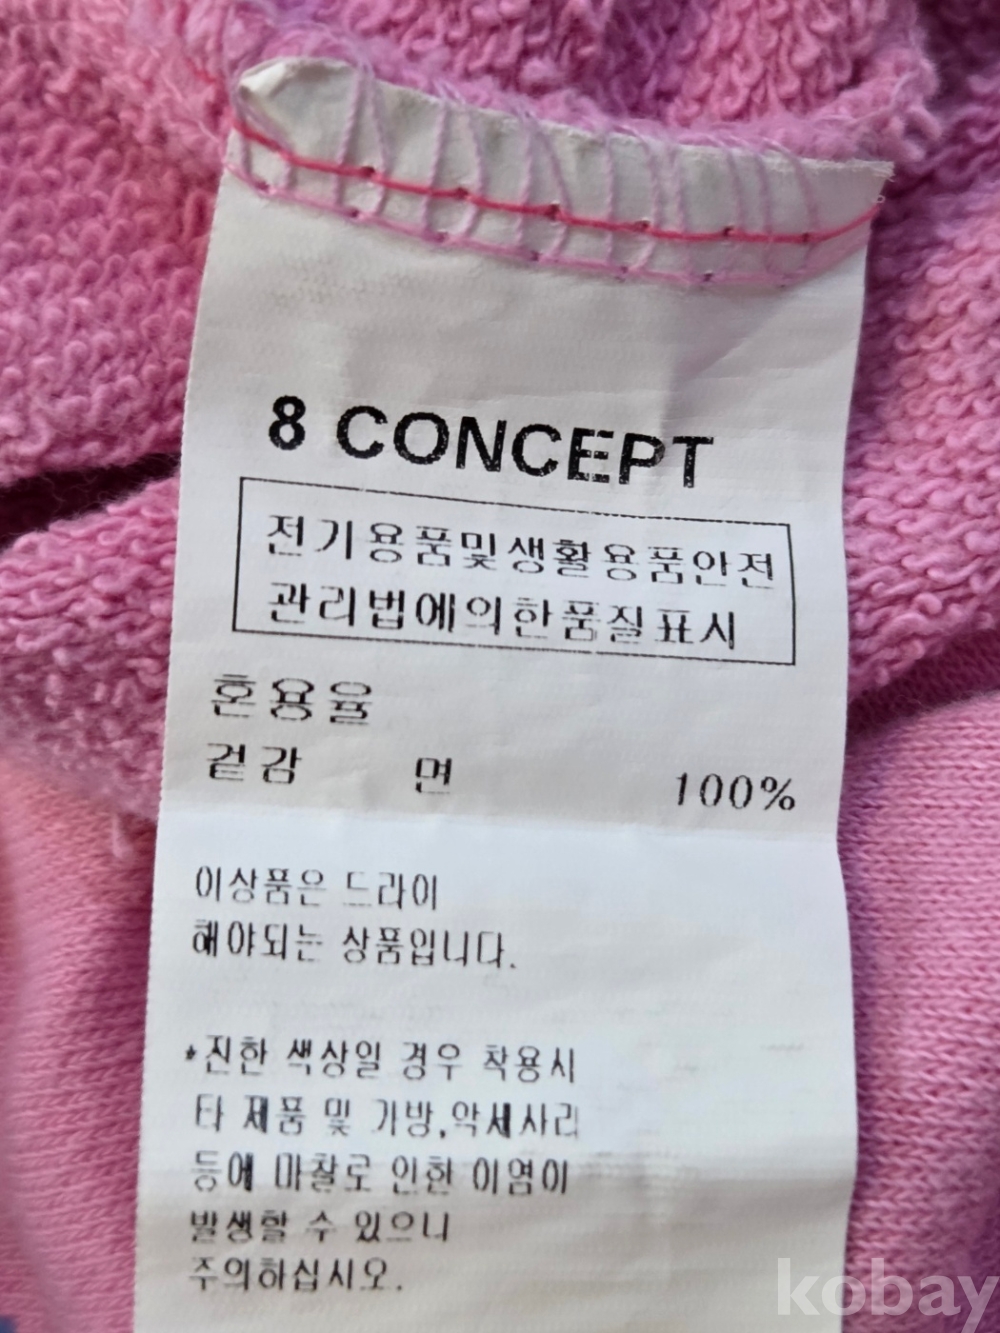 8 CONCEPT
전기용품및생활용품안전
관리법에의한품질표시
혼용율
겉감 면 100%
이상품은 드라이
해야되는 상품입니다.
*진한 색상일 경우 착용시
타 제품 및 가방,악세사리
등에 마찰로 인한 이염이
발생할 수 있으니
주의하십시오.
kobay